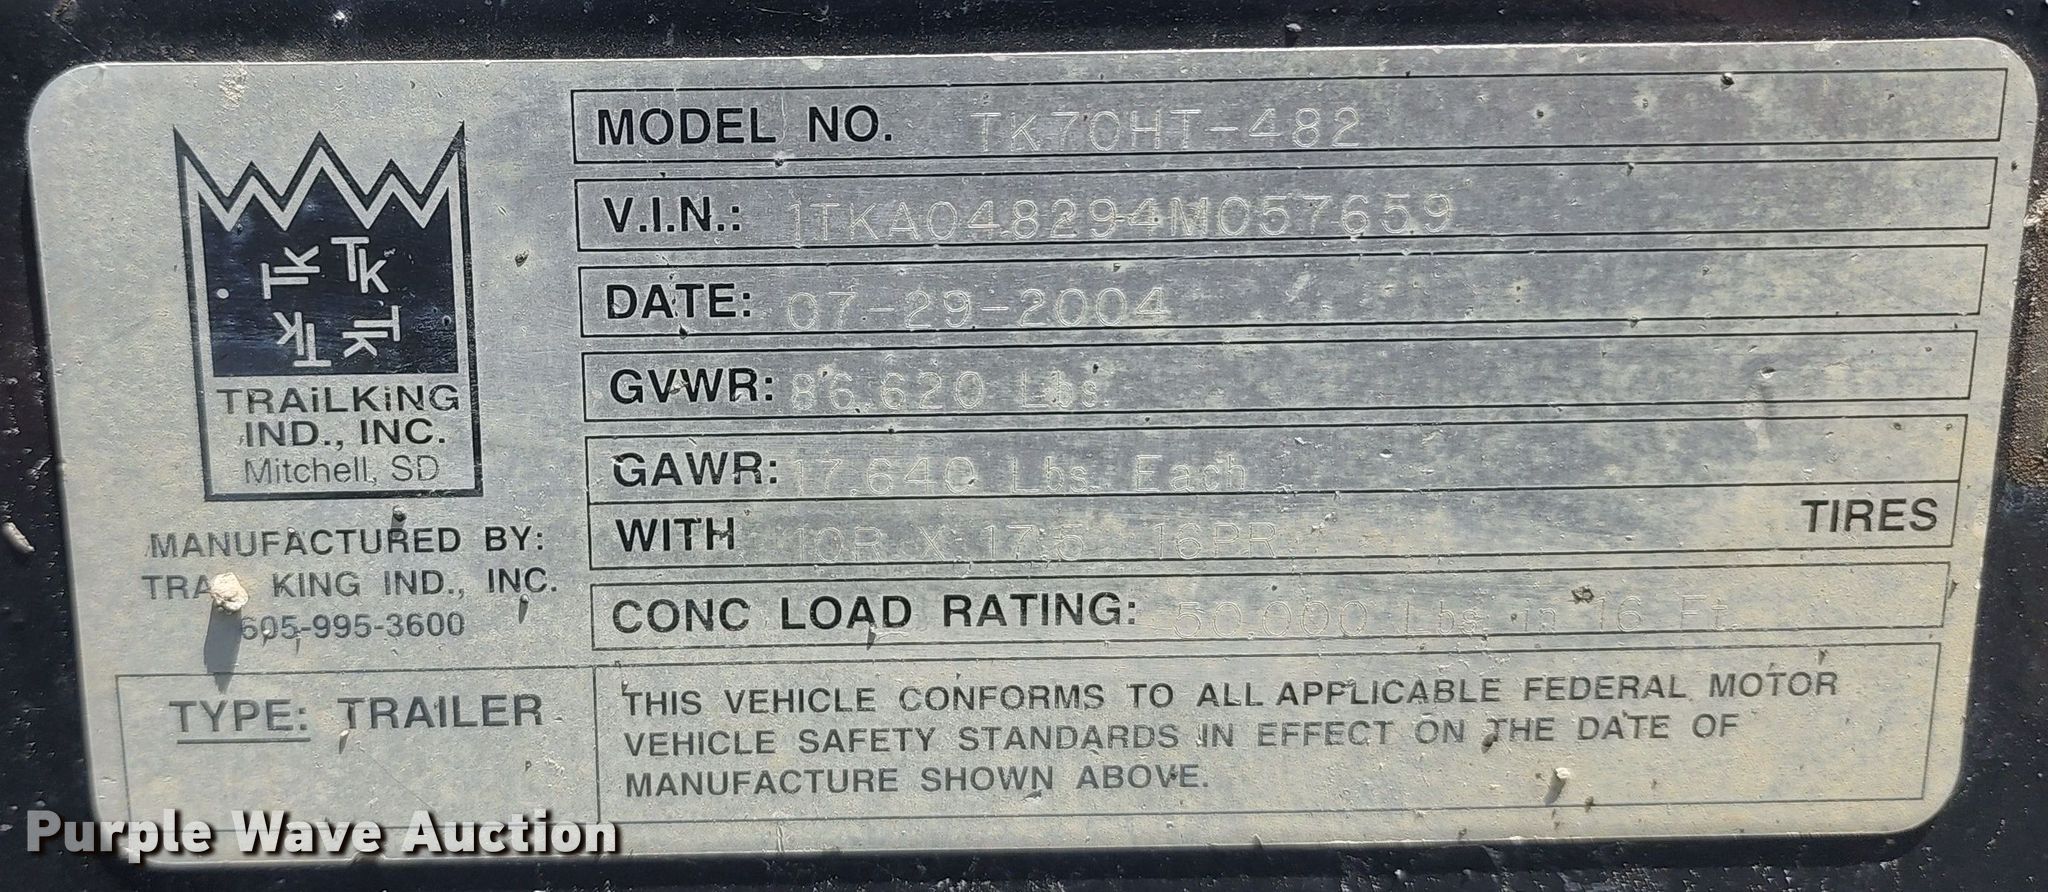 TK
TK
TK
TK
TRAiLKiNG
IND., INC.
Mitchell, SD
MANUFACTURED BY:
TRA KING IND., INC.
605-995-3600
TYPE: TRAILER
MODEL NO. TK70HT-482
V.I.N.: 1TKA048294M057659
DATE: 07-29-2004
GVWR: 86,620 Lbs.
GAWR: 17,640 Lbs. Each
WITH 10R X 17.5 16PR TIRES
CONC LOAD RATING: 50,000 Lbs in 16 Ft.
THIS VEHICLE CONFORMS TO ALL APPLICABLE FEDERAL MOTOR
VEHICLE SAFETY STANDARDS IN EFFECT ON THE DATE OF
MANUFACTURE SHOWN ABOVE.
Purple Wave Auction